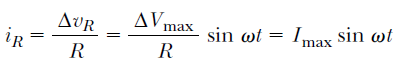 i_R = Δv_R / R = ΔV_max / R sin ωt = I_max sin ωt